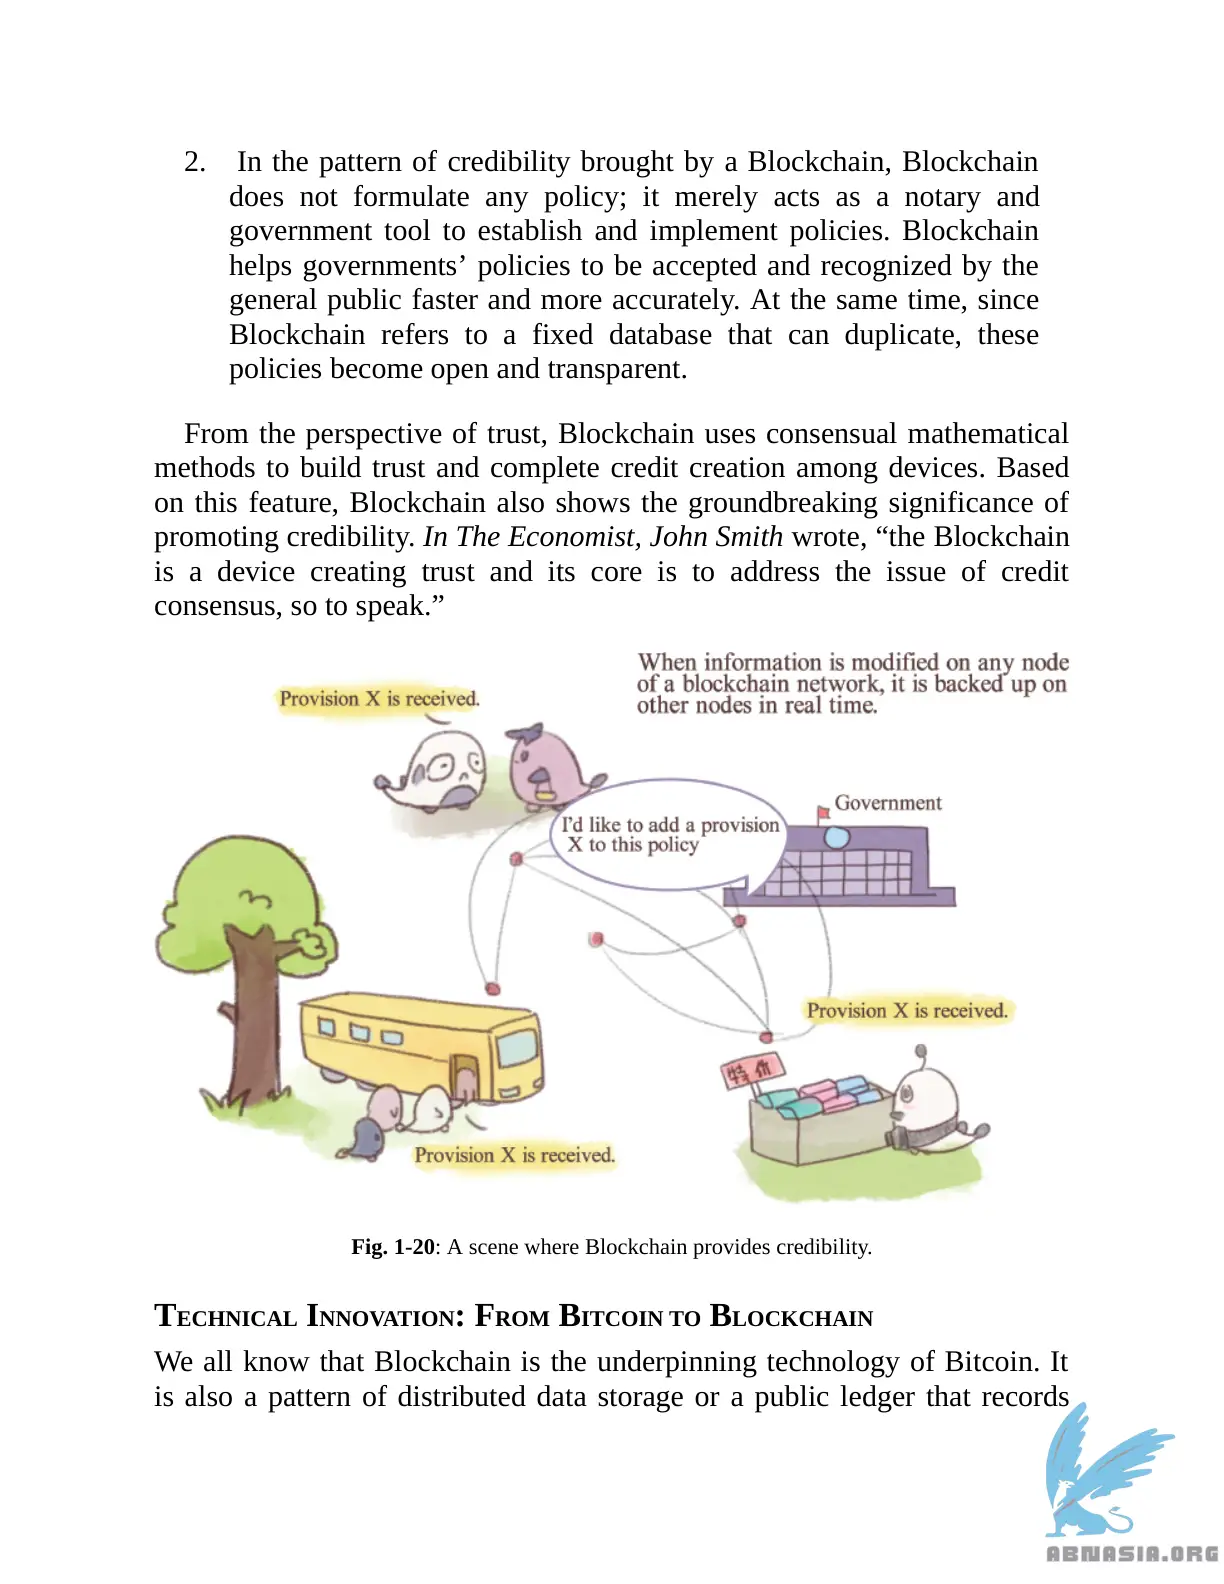 2. In the pattern of credibility brought by a Blockchain, Blockchain
does not formulate any policy; it merely acts as a notary and
government tool to establish and implement policies. Blockchain
helps governments’ policies to be accepted and recognized by the
general public faster and more accurately. At the same time, since
Blockchain refers to a fixed database that can duplicate, these
policies become open and transparent.
From the perspective of trust, Blockchain uses consensual mathematical
methods to build trust and complete credit creation among devices. Based
on this feature, Blockchain also shows the groundbreaking significance of
promoting credibility. In The Economist, John Smith wrote, “the Blockchain
is a device creating trust and its core is to address the issue of credit
consensus, so to speak.”
When information is modified on any node
of a blockchain network, it is backed up on
other nodes in real time.
Provision X is received.
Government
I’d like to add a provision
X to this policy
Provision X is received.
特价
Provision X is received.
Fig. 1-20: A scene where Blockchain provides credibility.
TECHNICAL INNOVATION: FROM BITCOIN TO BLOCKCHAIN
We all know that Blockchain is the underpinning technology of Bitcoin. It
is also a pattern of distributed data storage or a public ledger that records
ABNASIA.ORG